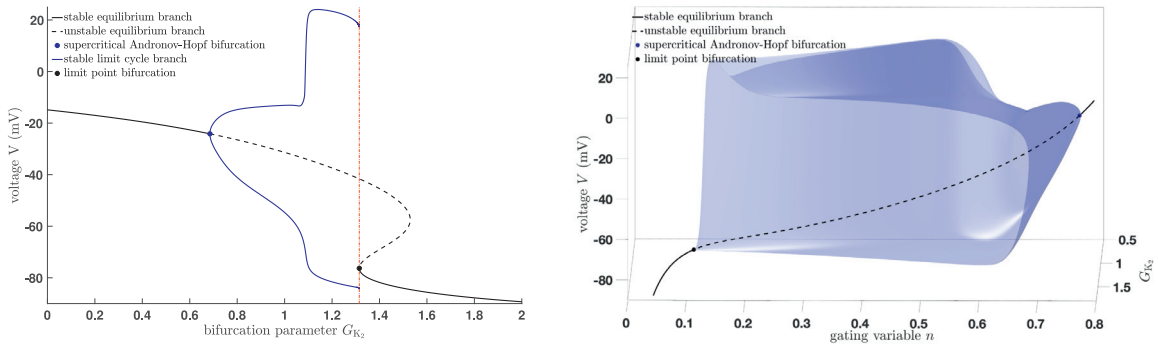 stable equilibrium branch
unstable equilibrium branch
supercritical Andronov-Hopf bifurcation
stable limit cycle branch
limit point bifurcation
20
0
-20
-40
-60
-80
voltage V (mV)
0 0.2 0.4 0.6 0.8 1 1.2 1.4 1.6 1.8 2
bifurcation parameter G_{K_2}
stable equilibrium branch
unstable equilibrium branch
supercritical Andronov-Hopf bifurcation
limit point bifurcation
20
0
-20
-40
-60
-80
voltage V (mV)
0 0.1 0.2 0.3 0.4 0.5 0.6 0.7 0.8
gating variable n
0.5
1
1.5
G_{K_2}